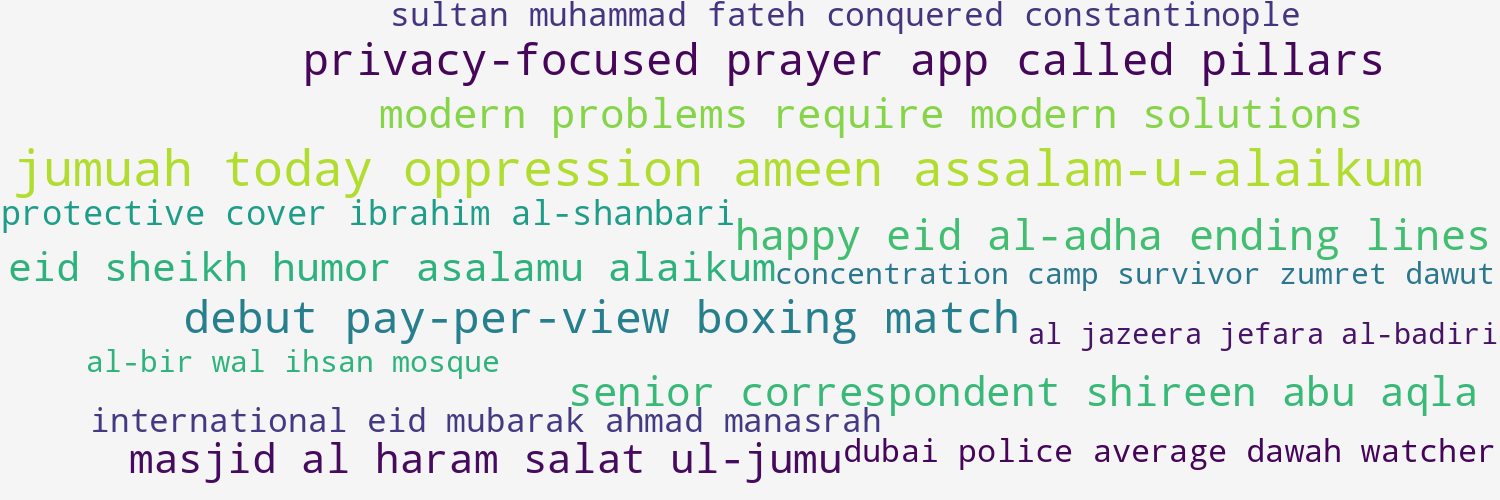 sultan muhammad fateh conquered constantinople
privacy-focused prayer app called pillars
modern problems require modern solutions
jumuah today oppression ameen assalam-u-alaikum
protective cover ibrahim al-shanbari
happy eid al-adha ending lines
eid sheikh humor asalamu alaikum
concentration camp survivor zumret dawut
debut pay-per-view boxing match
al jazeera jefara al-badiri
al-bir wal ihsan mosque
senior correspondent shireen abu aqla
international eid mubarak ahmad manasrah
masjid al haram salat ul-jumu
dubai police average dawah watcher